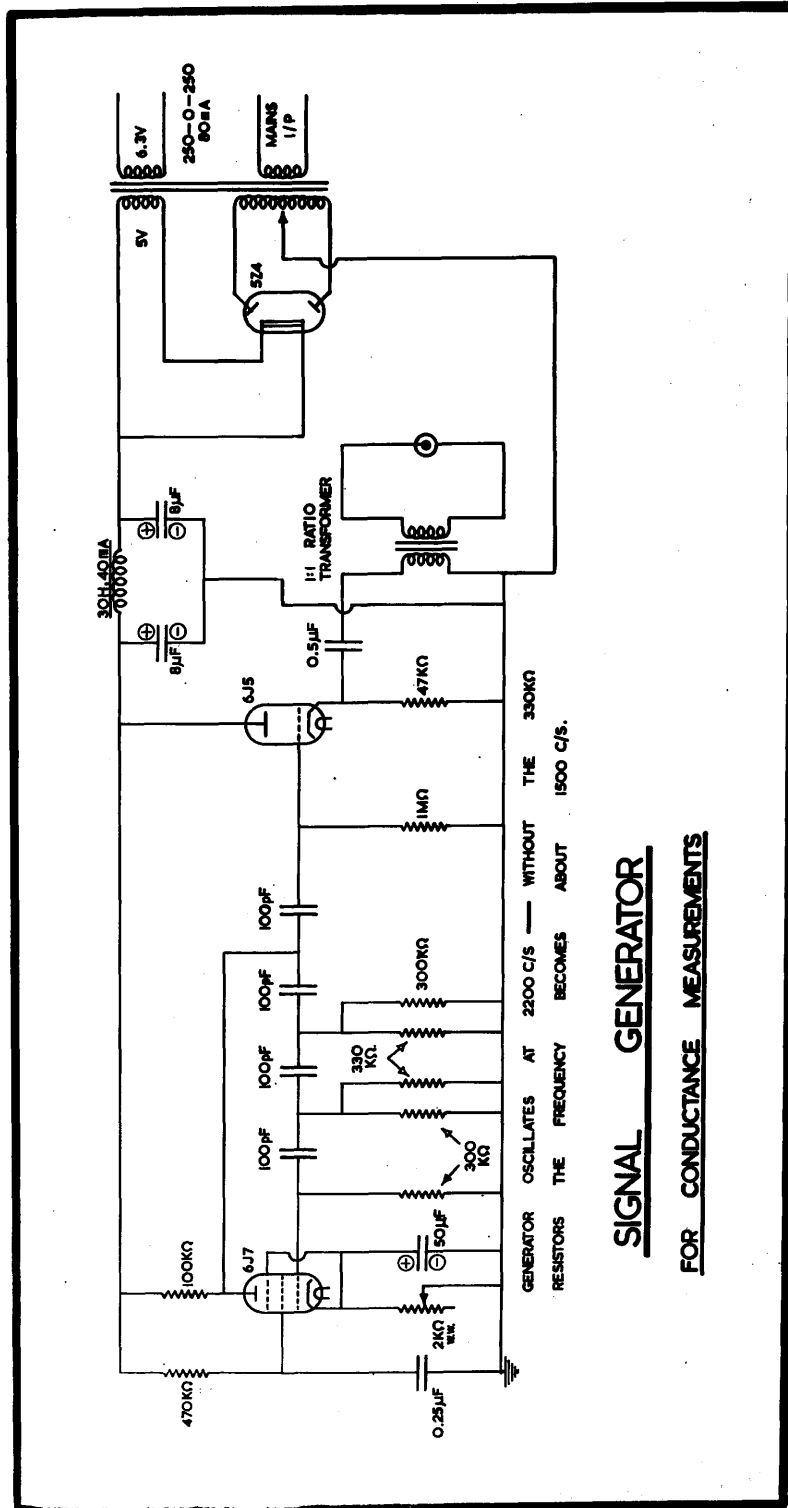 470KΩ
100KΩ
6J7
0.25µF
2KΩ
W.W.
50µF
100pF
100pF
100pF
100pF
300
KΩ
330
KΩ.
300KΩ
1MΩ
6J5
47KΩ
0.5µF
8µF
30H.40mA
8µF
1:1 RATIO
TRANSFORMER
5Z4
5V
6.3V
250-0-250
80mA
MAINS
I/P
GENERATOR OSCILLATES AT 2200 C/S — WITHOUT THE 330KΩ
RESISTORS THE FREQUENCY BECOMES ABOUT 1500 C/S.
SIGNAL GENERATOR
FOR CONDUCTANCE MEASUREMENTS